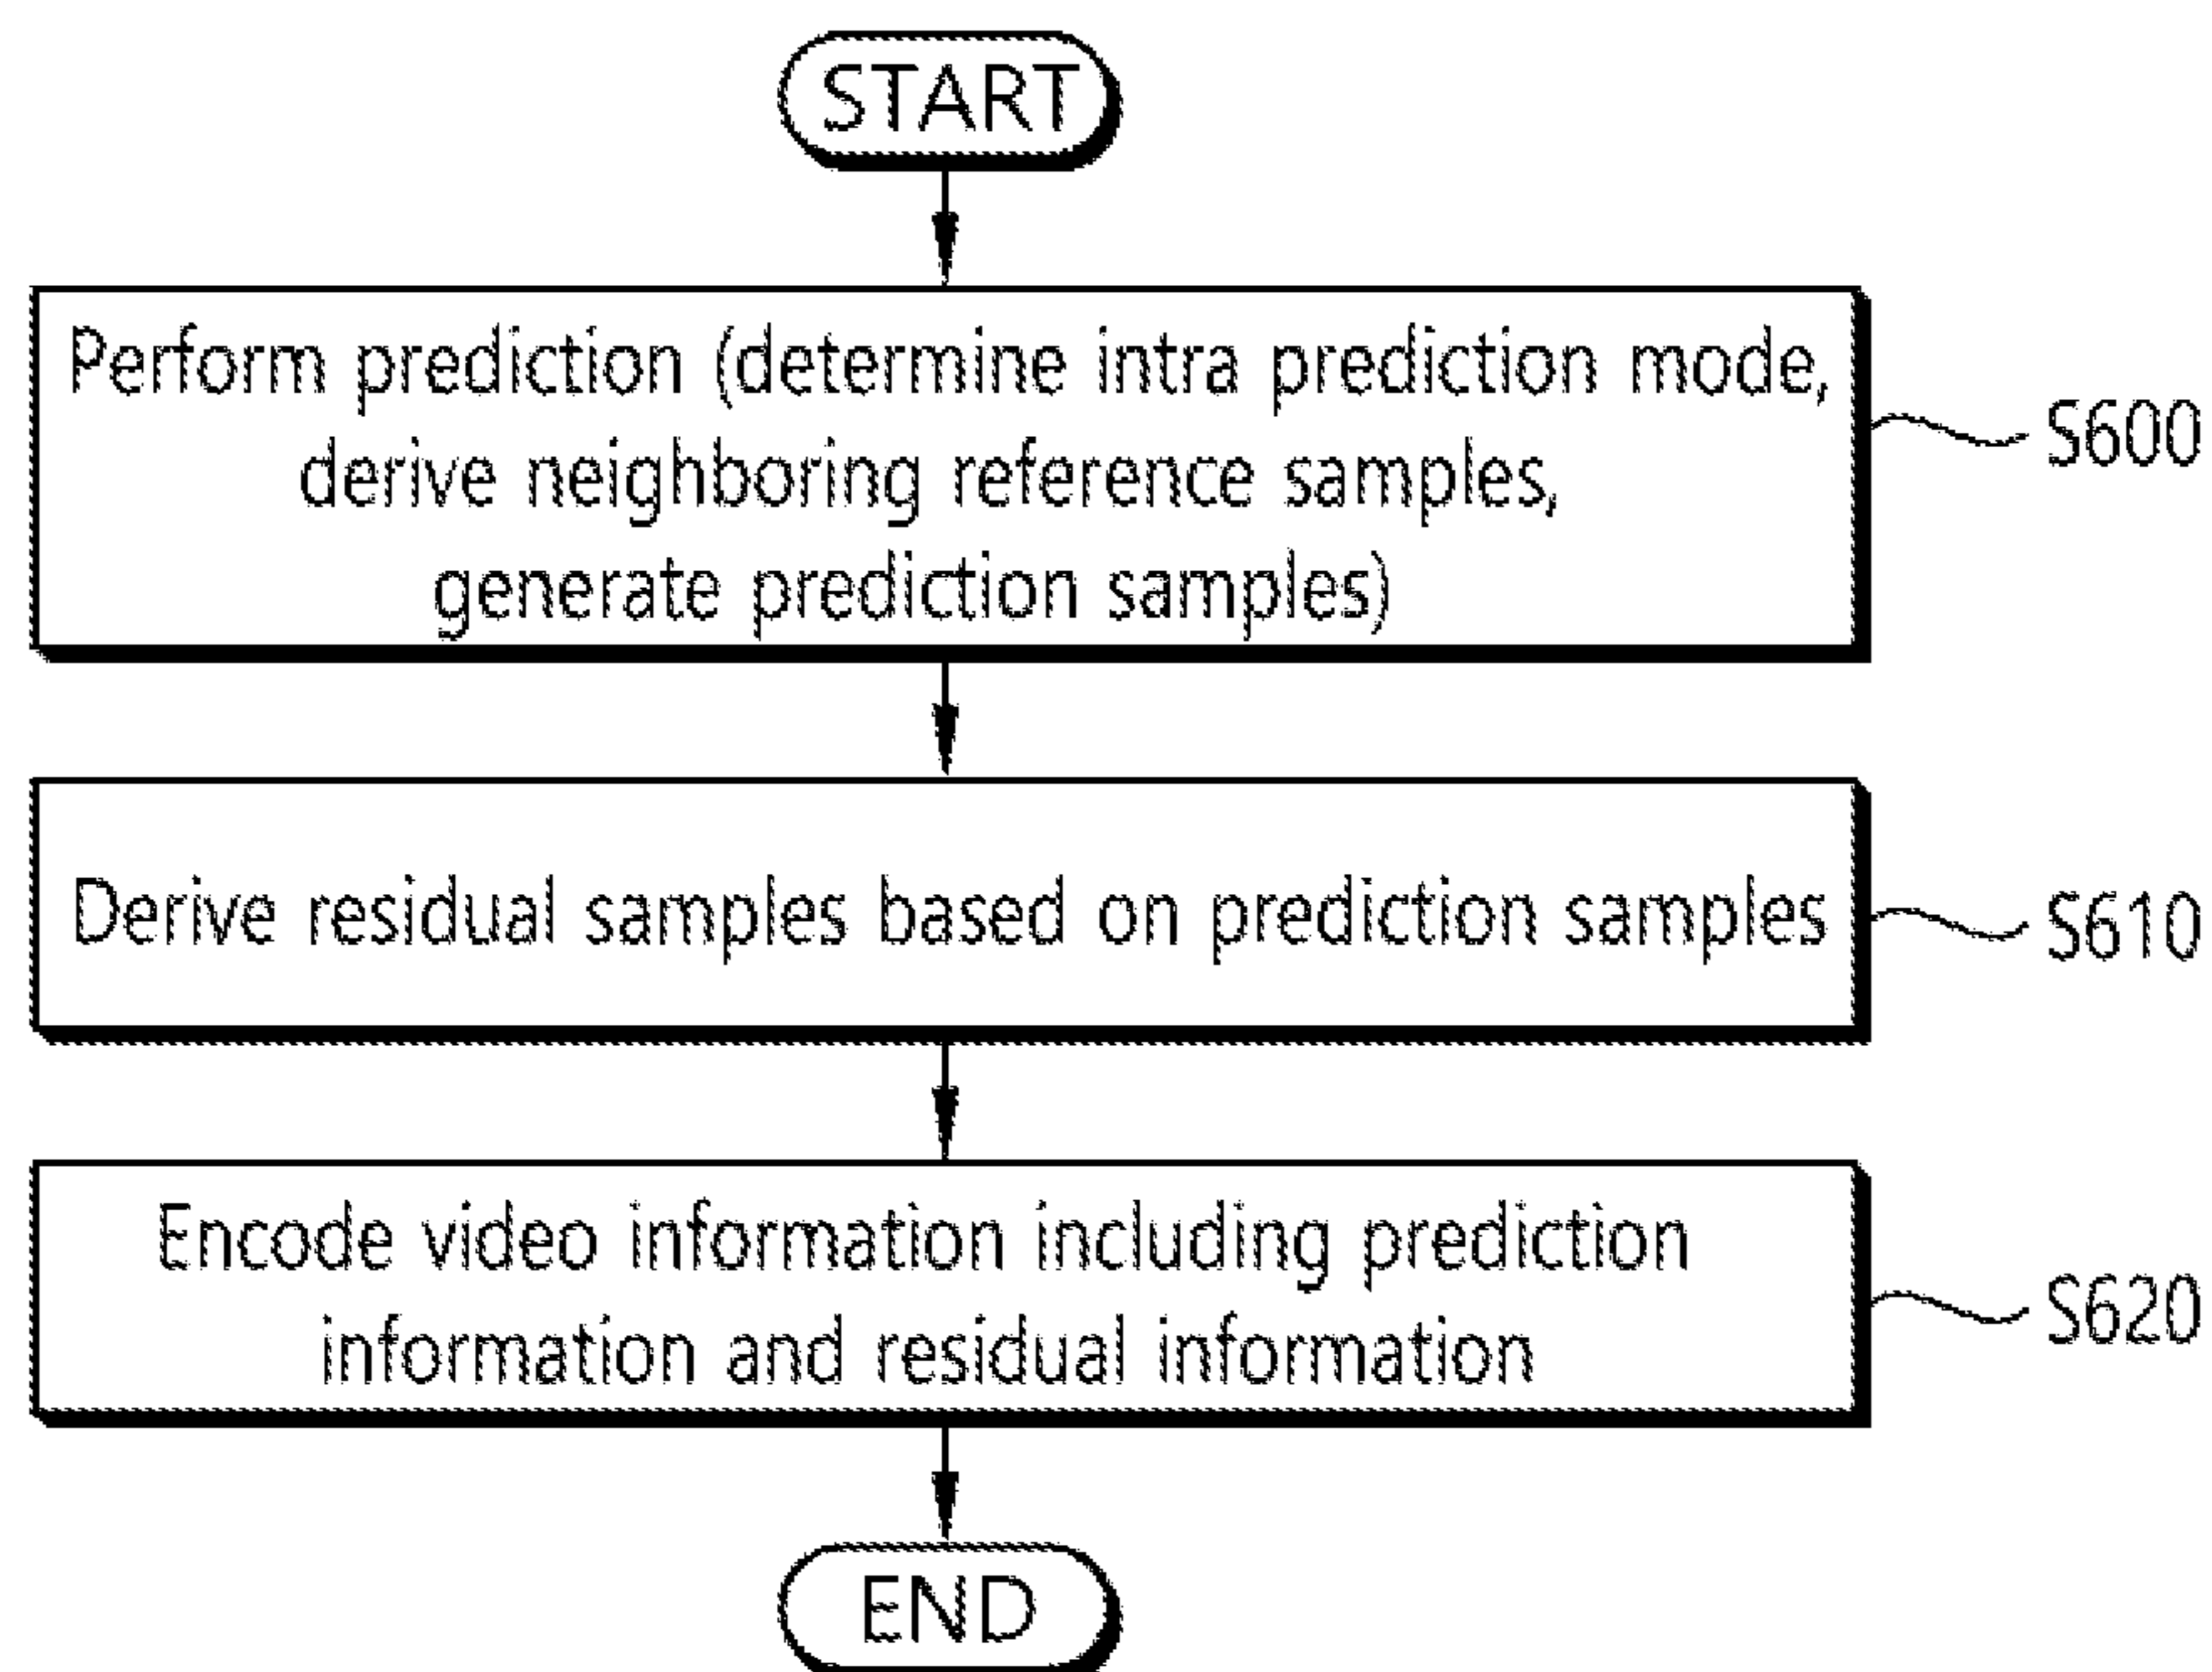 START
Perform prediction (determine intra prediction mode,
derive neighboring reference samples,
generate prediction samples)
S600
Derive residual samples based on prediction samples
S610
Encode video information including prediction
information and residual information
S620
END